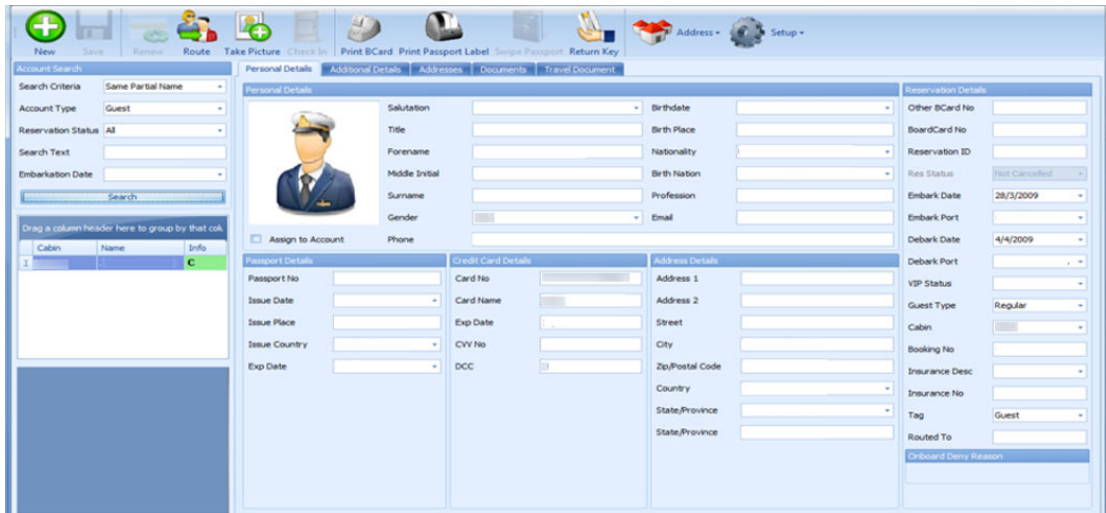 New Save Renew Route Take Picture Check In Print BCard Print Passport Label Swipe Passport Return Key Address Setup
Account Search
Search Criteria Same Partial Name
Account Type Guest
Reservation Status All
Search Text
Embarkation Date
Search
Drag a column header here to group by that col
Cabin Name Info
C
Personal Details Additional Details Addresses Documents Travel Document
Personal Details
Salutation
Title
Forename
Middle Initial
Surname
Gender
Assign to Account
Phone
Birthdate
Birth Place
Nationality
Birth Nation
Profession
Email
Passport Details
Passport No
Issue Date
Issue Place
Issue Country
Exp Date
Credit Card Details
Card No
Card Name
Exp Date
CVV No
DCC
Address Details
Address 1
Address 2
Street
City
Zip/Postal Code
Country
State/Province
State/Province
Reservation Details
Other BCard No
BoardCard No
Reservation ID
Res Status Not Cancelled
Embark Date 28/3/2009
Embark Port
Debark Date 4/4/2009
Debark Port
VIP Status
Guest Type Regular
Cabin
Booking No
Insurance Desc
Insurance No
Tag Guest
Routed To
Onboard Deny Reason